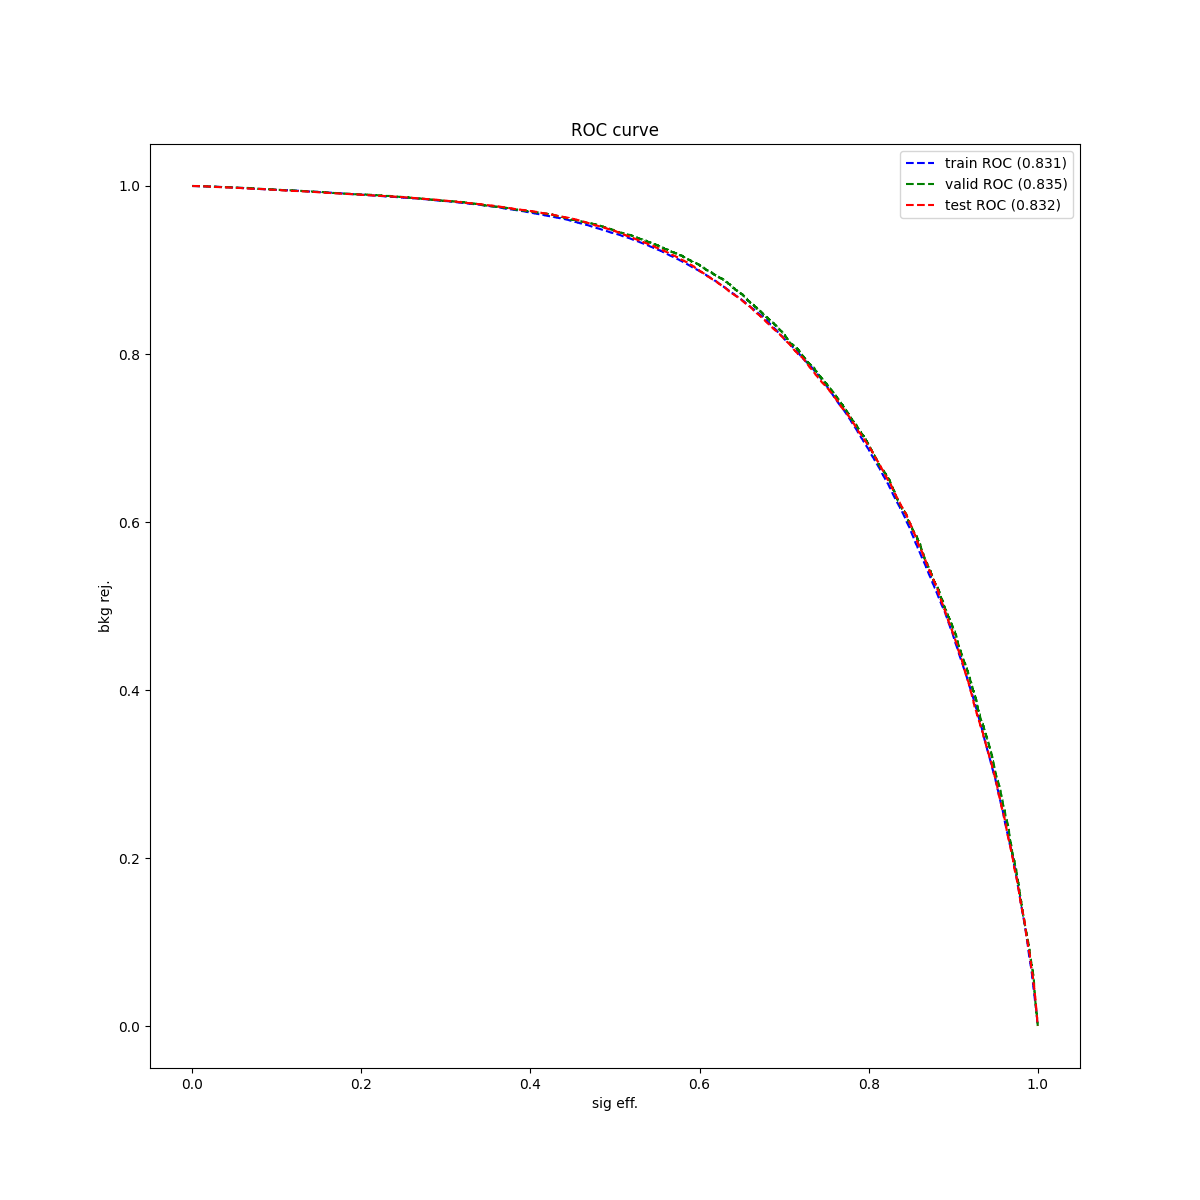 ROC curve
train ROC (0.831)
valid ROC (0.835)
test ROC (0.832)
1.0
0.8
0.6
0.4
0.2
0.0
bkg rej.
0.0 0.2 0.4 0.6 0.8 1.0
sig eff.